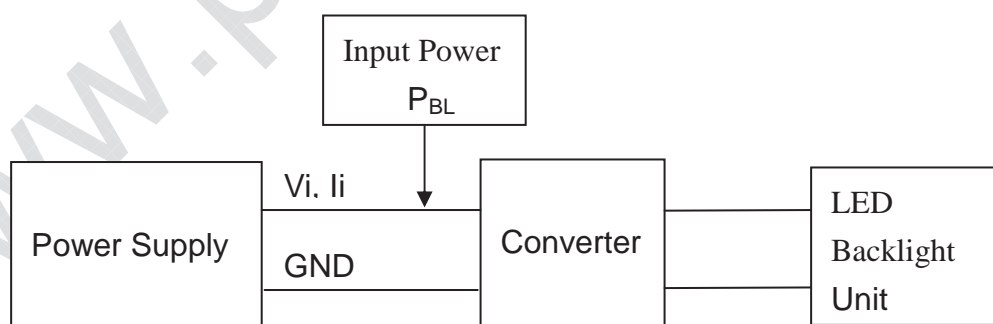 Input Power
PBL
Vi, Ii
Power Supply
GND
Converter
LED
Backlight
Unit